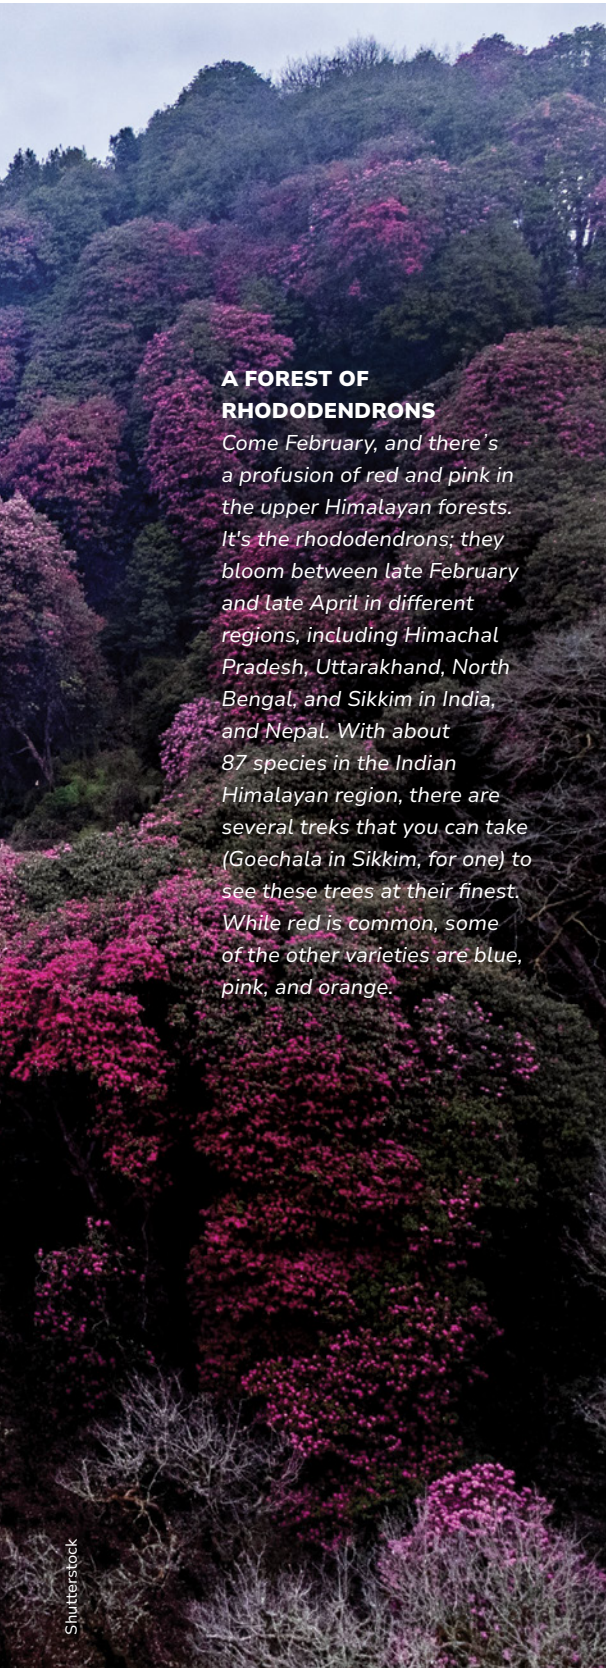 A FOREST OF
RHODODENDRONS
Come February, and there's
a profusion of red and pink in
the upper Himalayan forests.
It's the rhododendrons; they
bloom between late February
and late April in different
regions, including Himachal
Pradesh, Uttarakhand, North
Bengal, and Sikkim in India,
and Nepal. With about
87 species in the Indian
Himalayan region, there are
several treks that you can take
(Goechala in Sikkim, for one) to
see these trees at their finest.
While red is common, some
of the other varieties are blue,
pink, and orange.
Shutterstock